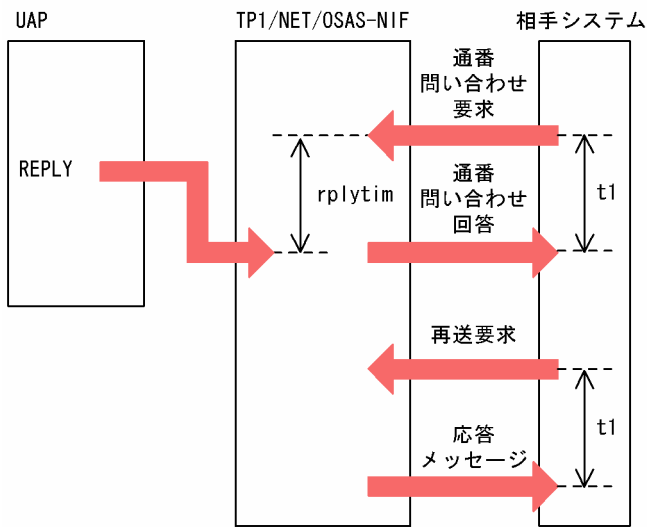 UAP
TP1/NET/OSAS-NIF
相手システム
通番
問い合わせ
要求
REPLY
rplytim
通番
問い合わせ
回答
t1
再送要求
応答
メッセージ
t1